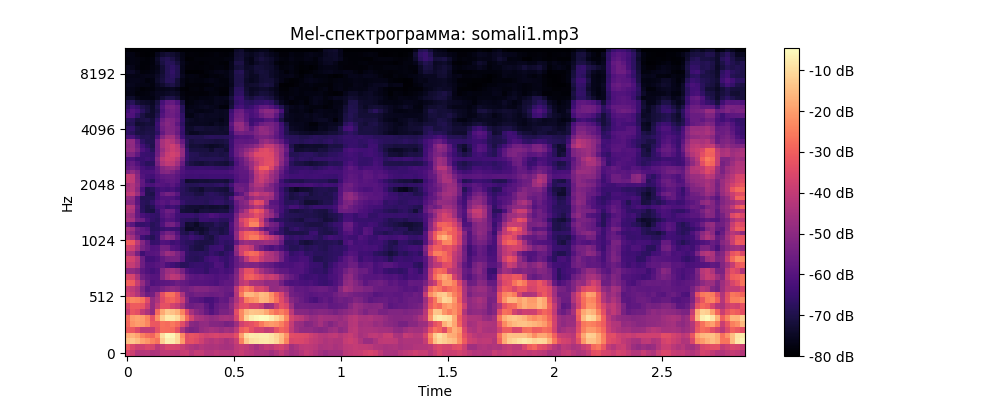 Mel-спектрограмма: somali1.mp3
Hz
8192
4096
2048
1024
512
0
0
0.5
1
1.5
2
2.5
Time
-10 dB
-20 dB
-30 dB
-40 dB
-50 dB
-60 dB
-70 dB
-80 dB